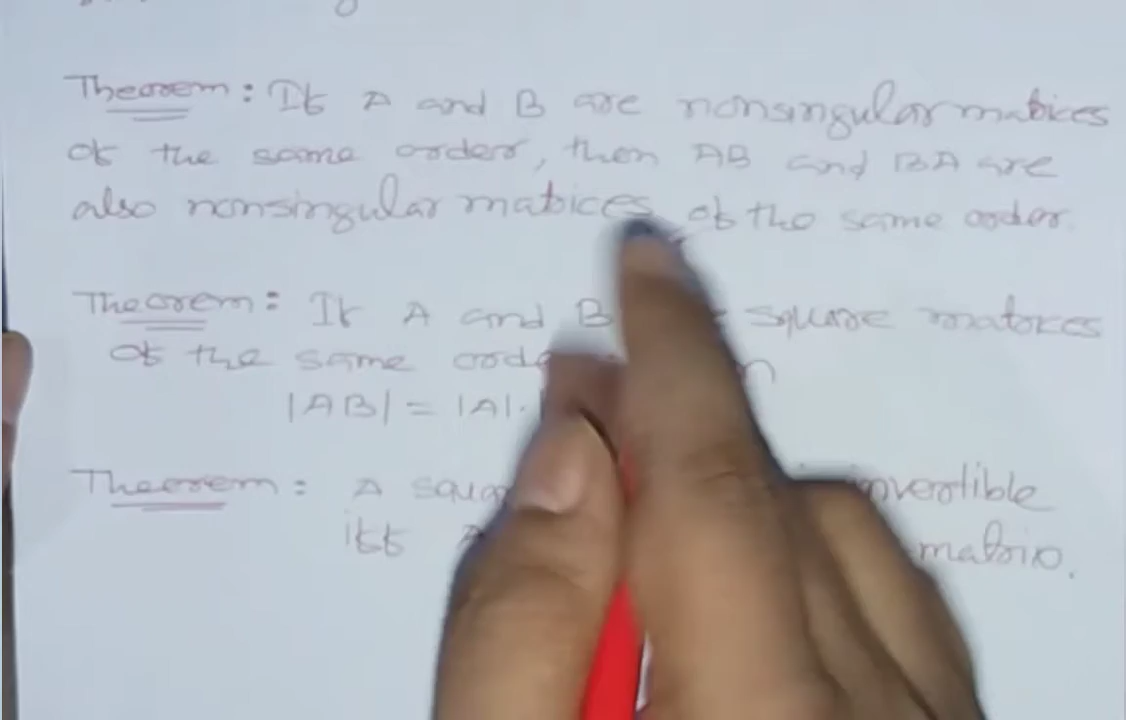 Theorem: If A and B are nonsingular matrices
of the same order, then AB and BA are
also nonsingular matrices of the same order.
Theorem: If A and B square matrices
of the same
|AB| = |A|.
Theorem: A invertible
iff matrix.